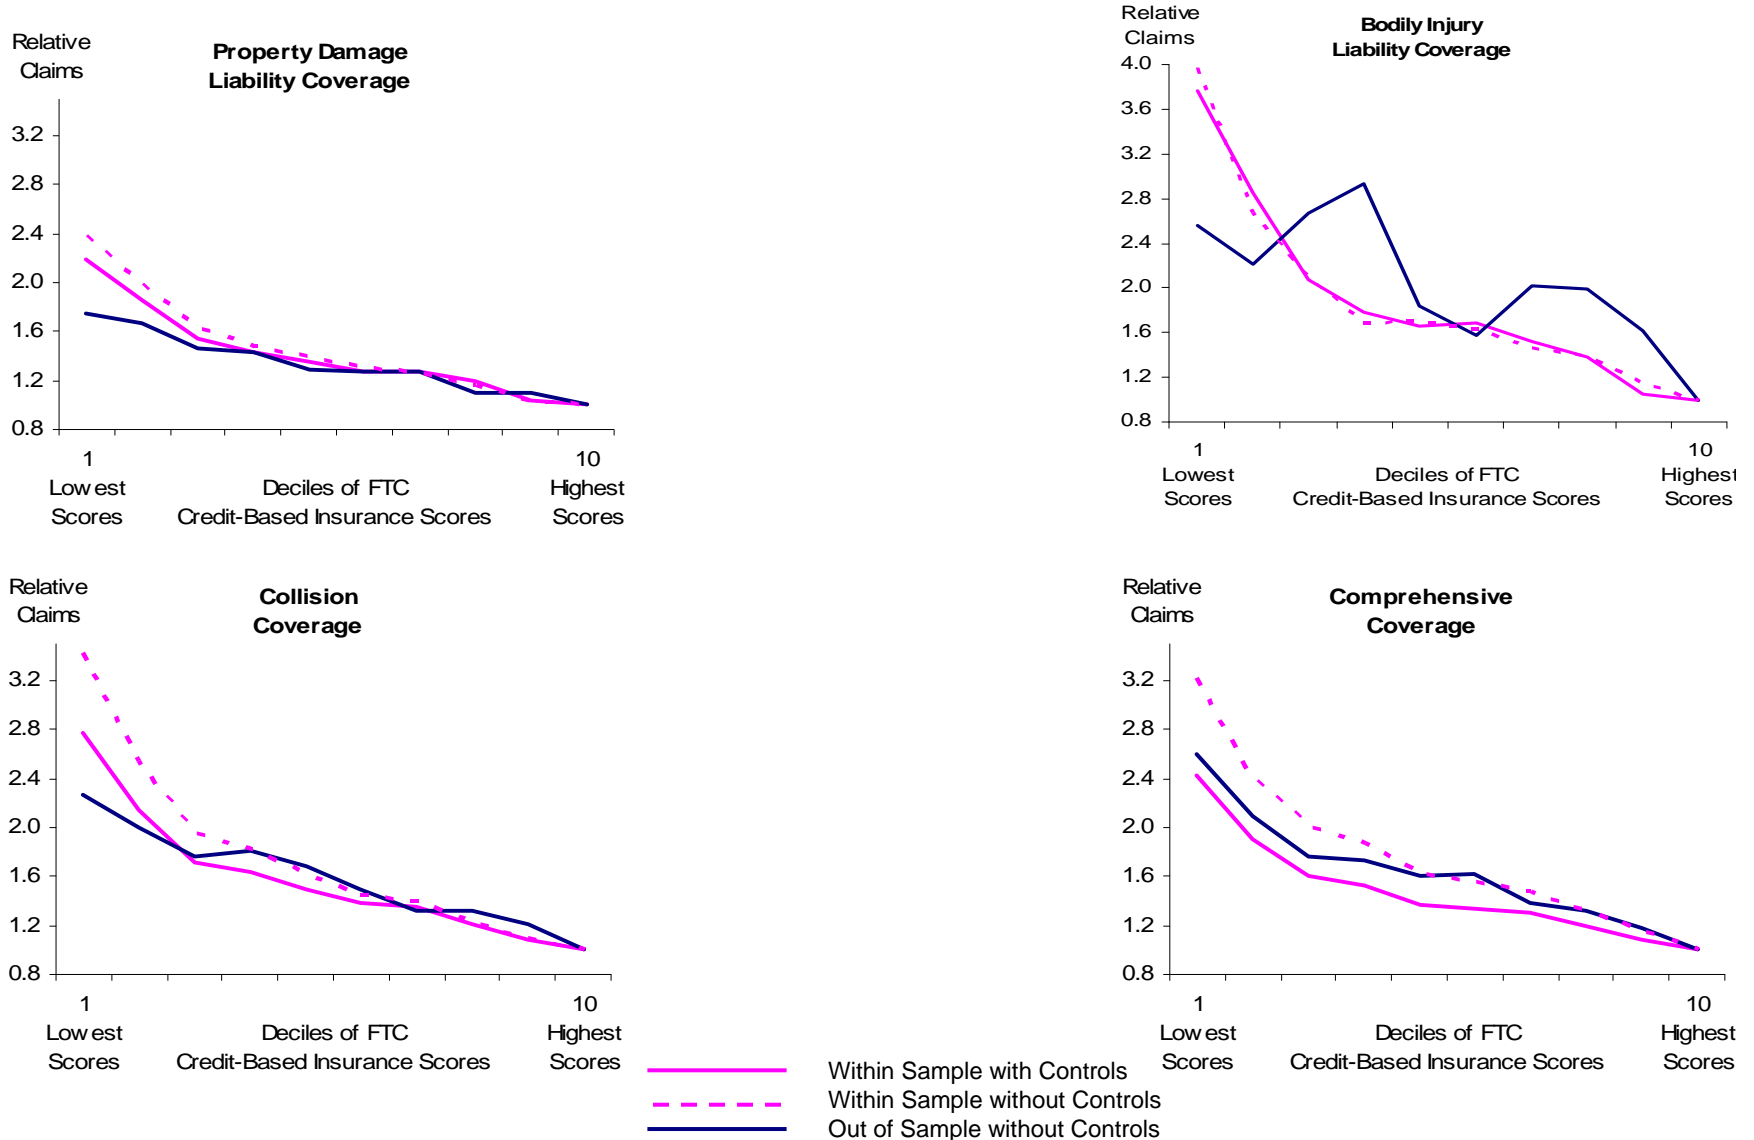 Relative
Claims
Property Damage
Liability Coverage
3.2
2.8
2.4
2.0
1.6
1.2
0.8
1
10
Lowest
Scores
Deciles of FTC
Credit-Based Insurance Scores
Highest
Scores
Relative
Claims
Bodily Injury
Liability Coverage
4.0
3.6
3.2
2.8
2.4
2.0
1.6
1.2
0.8
1
10
Lowest
Scores
Deciles of FTC
Credit-Based Insurance Scores
Highest
Scores
Relative
Claims
Collision
Coverage
3.2
2.8
2.4
2.0
1.6
1.2
0.8
1
10
Lowest
Scores
Deciles of FTC
Credit-Based Insurance Scores
Highest
Scores
Relative
Claims
Comprehensive
Coverage
3.2
2.8
2.4
2.0
1.6
1.2
0.8
1
10
Lowest
Scores
Deciles of FTC
Credit-Based Insurance Scores
Highest
Scores
Within Sample with Controls
Within Sample without Controls
Out of Sample without Controls